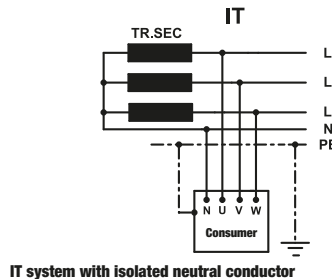 IT
TR.SEC
L
L
L
N
PE
N U V W
Consumer
IT system with isolated neutral conductor